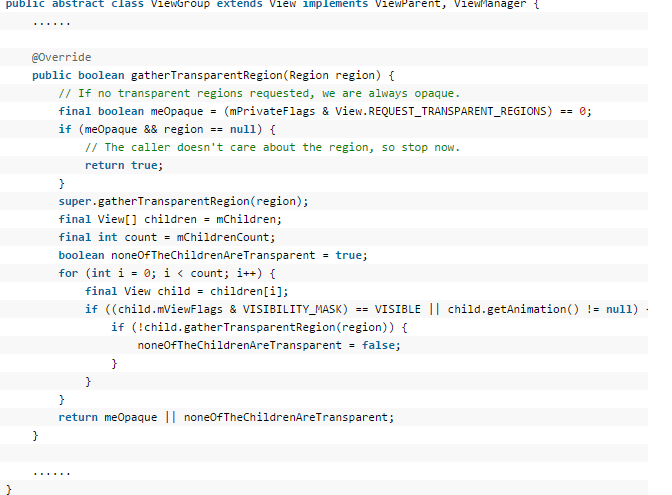 public abstract class ViewGroup extends View implements ViewParent, ViewManager {
    ......

    @Override
    public boolean gatherTransparentRegion(Region region) {
        // If no transparent regions requested, we are always opaque.
        final boolean meOpaque = (mPrivateFlags & View.REQUEST_TRANSPARENT_REGIONS) == 0;
        if (meOpaque && region == null) {
            // The caller doesn't care about the region, so stop now.
            return true;
        }
        super.gatherTransparentRegion(region);
        final View[] children = mChildren;
        final int count = mChildrenCount;
        boolean noneOfTheChildrenAreTransparent = true;
        for (int i = 0; i < count; i++) {
            final View child = children[i];
            if ((child.mViewFlags & VISIBILITY_MASK) == VISIBLE || child.getAnimation() != null)
                if (!child.gatherTransparentRegion(region)) {
                    noneOfTheChildrenAreTransparent = false;
                }
            }
        }
        return meOpaque || noneOfTheChildrenAreTransparent;
    }

    ......
}